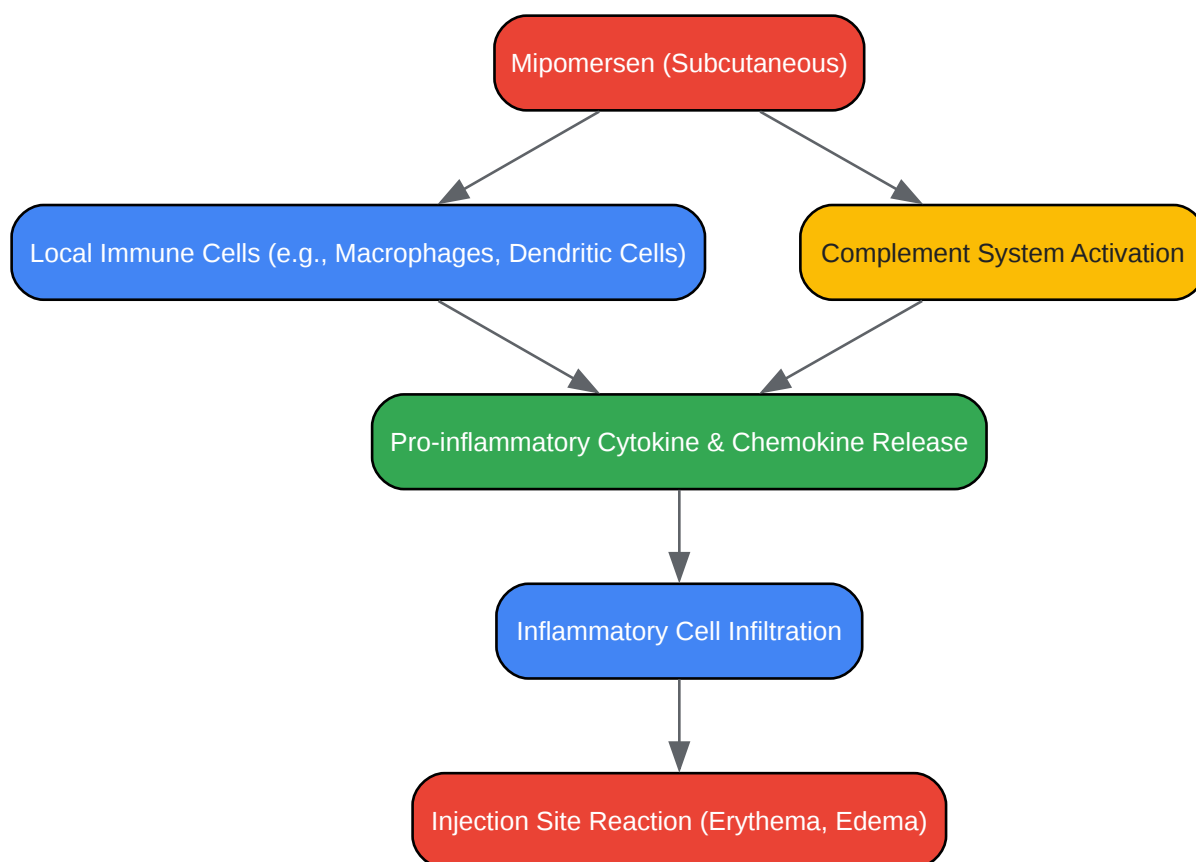 Mipomersen (Subcutaneous)
Local Immune Cells (e.g., Macrophages, Dendritic Cells)
Complement System Activation
Pro-inflammatory Cytokine & Chemokine Release
Inflammatory Cell Infiltration
Injection Site Reaction (Erythema, Edema)